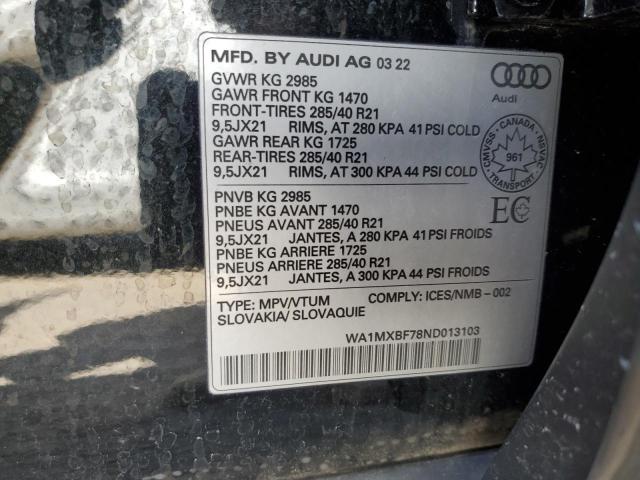 MFD. BY AUDI AG 03 22
GVWR KG 2985
GAWR FRONT KG 1470
FRONT-TIRES 285/40 R21
9,5JX21 RIMS, AT 280 KPA 41 PSI COLD
GAWR REAR KG 1725
REAR-TIRES 285/40 R21
9,5JX21 RIMS, AT 300 KPA 44 PSI COLD
Audi
CMVSS - CANADA - NSVAC
961
TRANSPORT
PNVB KG 2985
PNBE KG AVANT 1470
PNEUS AVANT 285/40 R21
9,5JX21 JANTES, A 280 KPA 41 PSI FROIDS
PNBE KG ARRIERE 1725
PNEUS ARRIERE 285/40 R21
9,5JX21 JANTES, A 300 KPA 44 PSI FROIDS
EC
TYPE: MPV/VTUM COMPLY: ICES/NMB-002
SLOVAKIA/ SLOVAQUIE
WA1MXBF78ND013103